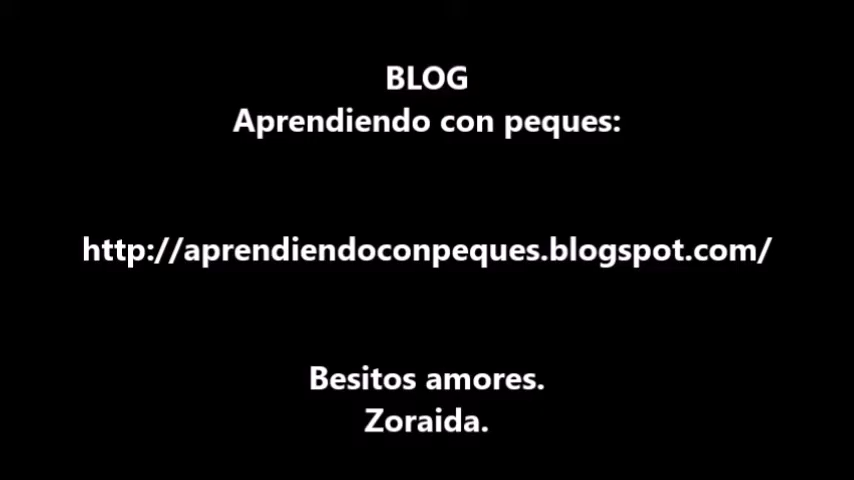 BLOG
Aprendiendo con peques:
http://aprendiendoconpeques.blogspot.com/
Besitos amores.
Zoraida.